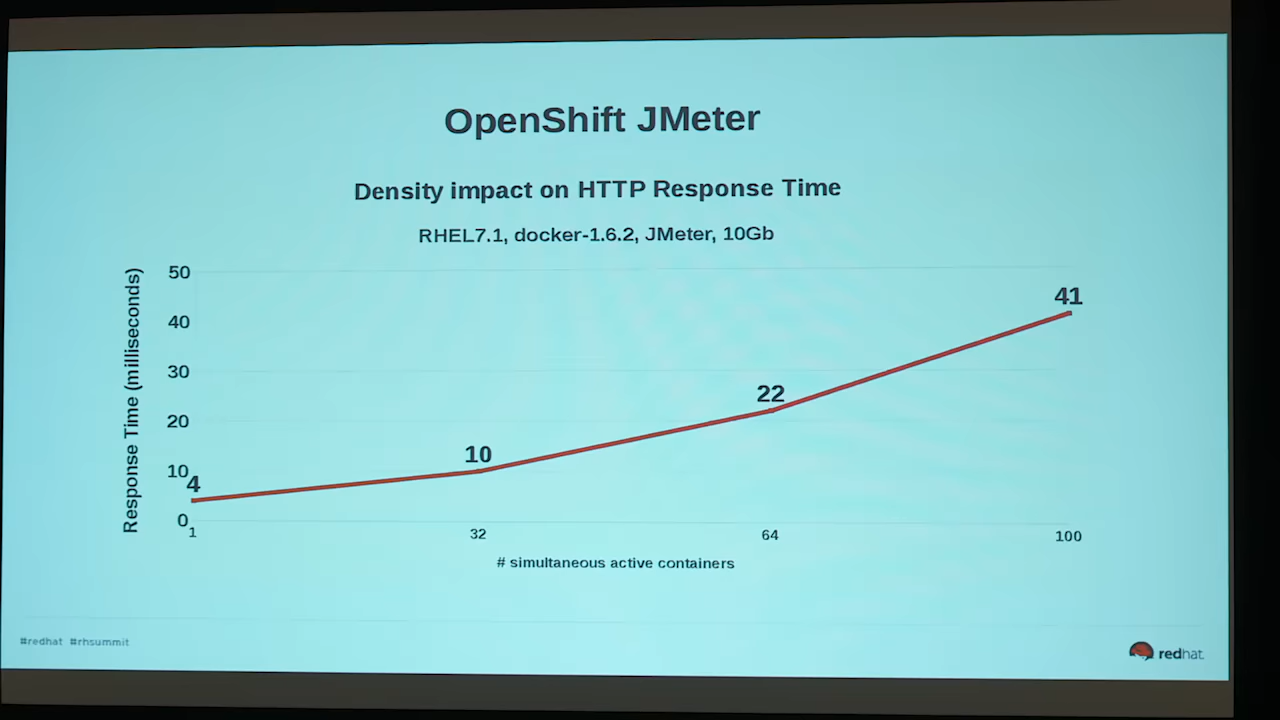 OpenShift JMeter
Density impact on HTTP Response Time
RHEL7.1, docker-1.6.2, JMeter, 10Gb
Response Time (milliseconds)
50
40
30
20
10
0
4
10
22
41
1
32
64
100
# simultaneous active containers
#redhat #rhsummit
redhat.